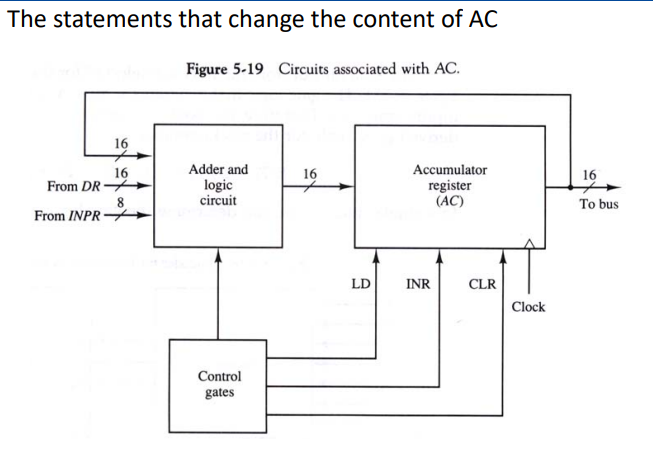 The statements that change the content of AC
Figure 5-19 Circuits associated with AC.
16
16
From DR
8
From INPR
Adder and
logic
circuit
16
Accumulator
register
(AC)
16
To bus
LD
INR
CLR
Clock
Control
gates